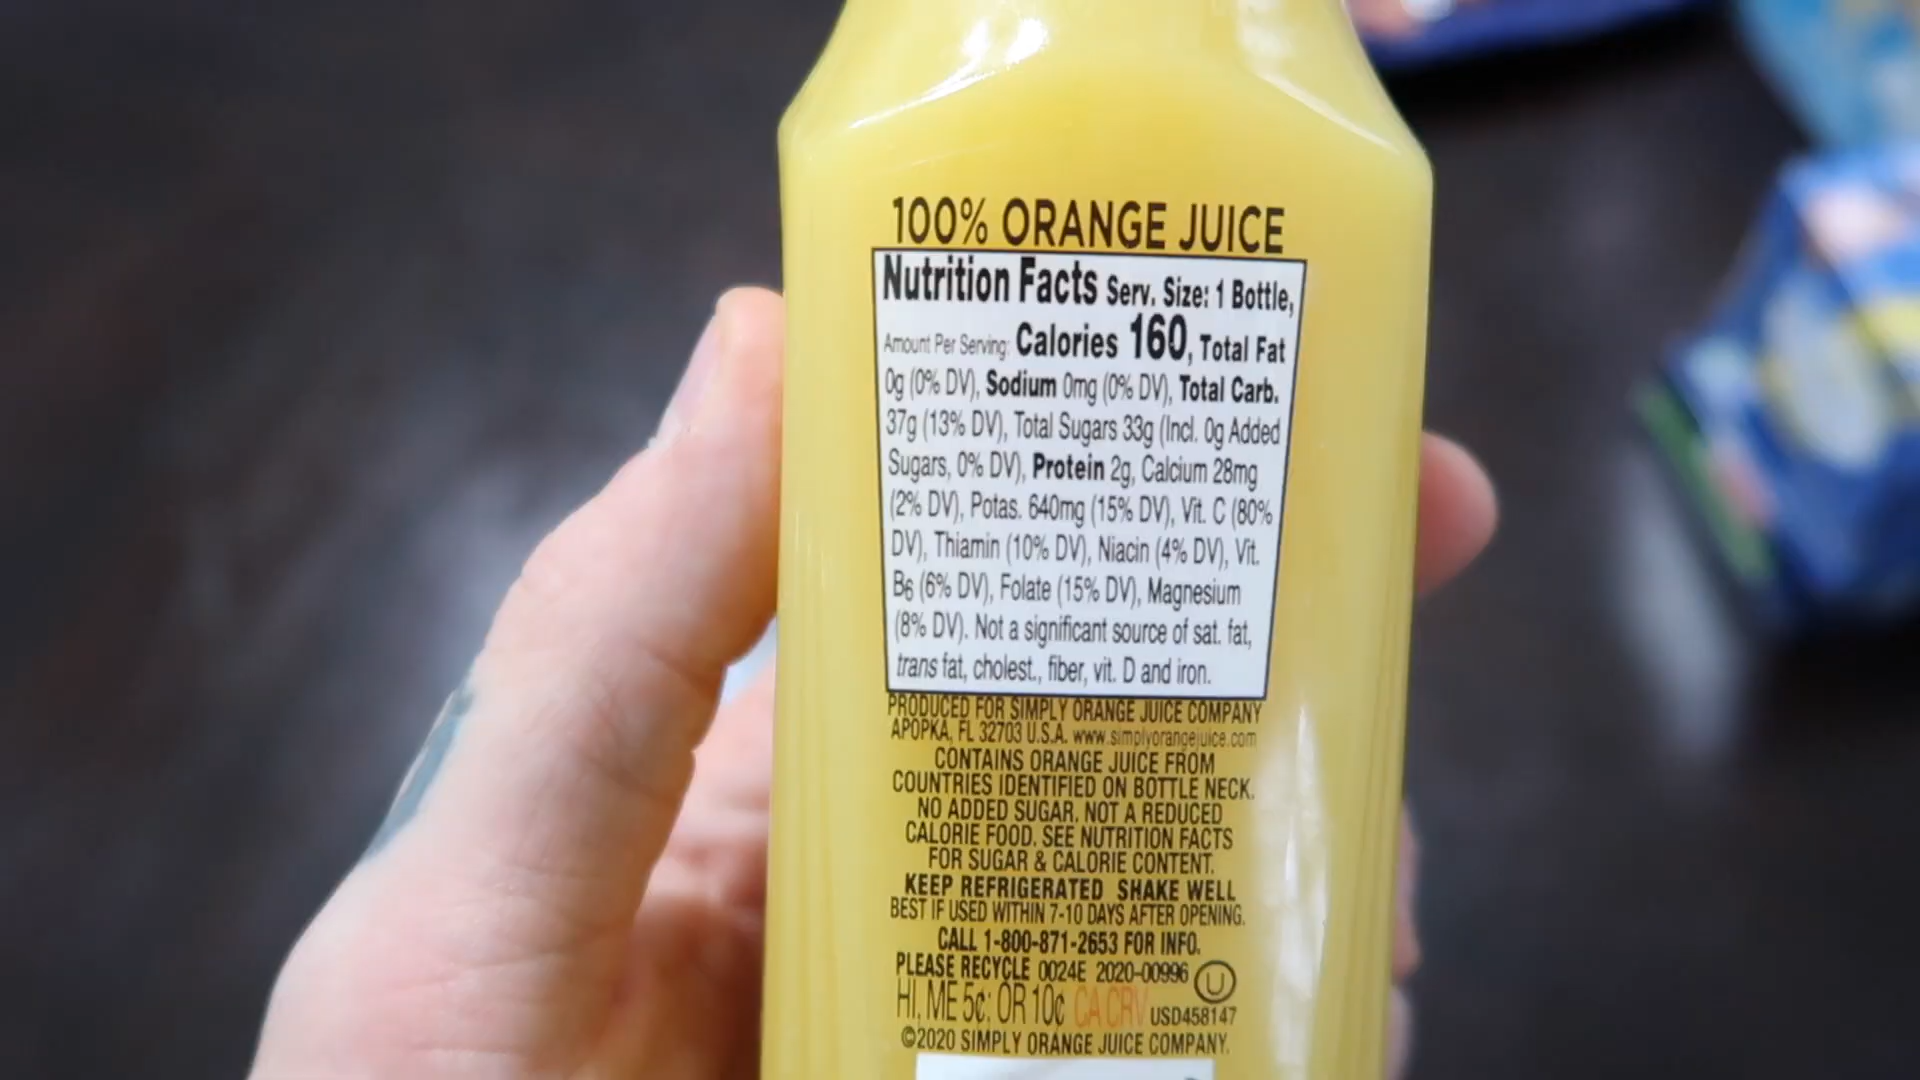 100% ORANGE JUICE
Nutrition Facts Serv. Size: 1 Bottle,
Amount Per Serving: Calories 160, Total Fat
0g (0% DV), Sodium 0mg (0% DV), Total Carb.
37g (13% DV), Total Sugars 33g (Incl. 0g Added
Sugars, 0% DV), Protein 2g, Calcium 28mg
(2% DV), Potas. 640mg (15% DV), Vit. C (80%
DV), Thiamin (10% DV), Niacin (4% DV), Vit.
B6 (6% DV), Folate (15% DV), Magnesium
(8% DV). Not a significant source of sat. fat,
trans fat, cholest., fiber, vit. D and iron.
PRODUCED FOR SIMPLY ORANGE JUICE COMPANY
APOPKA, FL 32703 U.S.A. www.simplyorangejuice.com
CONTAINS ORANGE JUICE FROM
COUNTRIES IDENTIFIED ON BOTTLE NECK.
NO ADDED SUGAR. NOT A REDUCED
CALORIE FOOD. SEE NUTRITION FACTS
FOR SUGAR & CALORIE CONTENT.
KEEP REFRIGERATED SHAKE WELL
BEST IF USED WITHIN 7-10 DAYS AFTER OPENING.
CALL 1-800-871-2653 FOR INFO.
PLEASE RECYCLE 0024E 2020-00996 U
HI, ME 5¢: OR 10¢ CA CRV USD458147
©2020 SIMPLY ORANGE JUICE COMPANY.